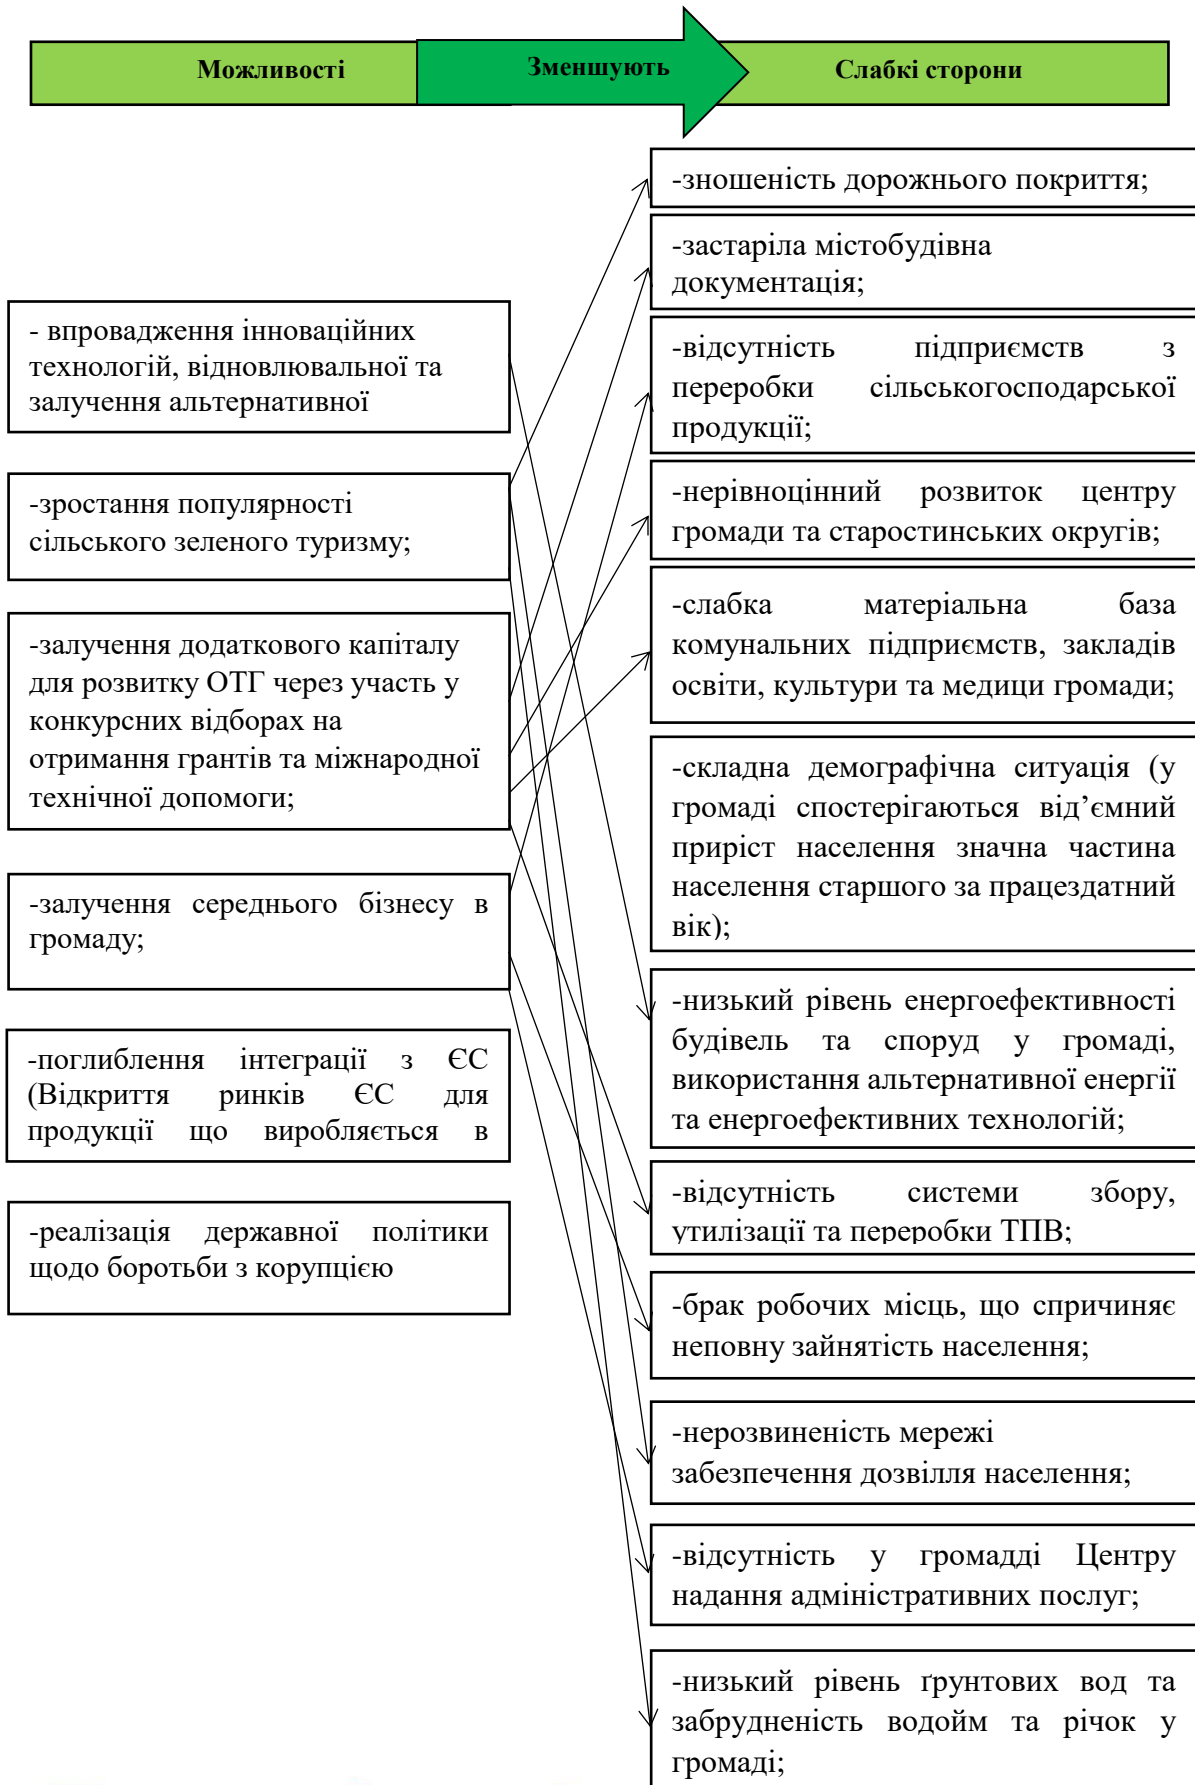 Можливості
Зменшують
Слабкі сторони
- впровадження інноваційних
технологій, відновлювальної та
залучення альтернативної
-зростання популярності
сільського зеленого туризму;
-залучення додаткового капіталу
для розвитку ОТГ через участь у
конкурсних відборах на
отримання грантів та міжнародної
технічної допомоги;
-залучення середнього бізнесу в
громаду;
-поглиблення інтеграції з ЄС
(Відкриття ринків ЄС для
продукції що виробляється в
-реалізація державної політики
щодо боротьби з корупцією
-зношеність дорожнього покриття;
-застаріла містобудівна
документація;
-відсутність підприємств з
переробки сільськогосподарської
продукції;
-нерівноцінний розвиток центру
громади та старостинських округів;
-слабка матеріальна база
комунальних підприємств, закладів
освіти, культури та медици громади;
-складна демографічна ситуація (у
громаді спостерігаються від’ємний
приріст населення значна частина
населення старшого за працездатний
вік);
-низький рівень енергоефективності
будівель та споруд у громаді,
використання альтернативної енергії
та енергоефективних технологій;
-відсутність системи збору,
утилізації та переробки ТПВ;
-брак робочих місць, що спричиняє
неповну зайнятість населення;
-нерозвиненість мережі
забезпечення дозвілля населення;
-відсутність у громадді Центру
надання адміністративних послуг;
-низький рівень ґрунтових вод та
забрудненість водойм та річок у
громаді;